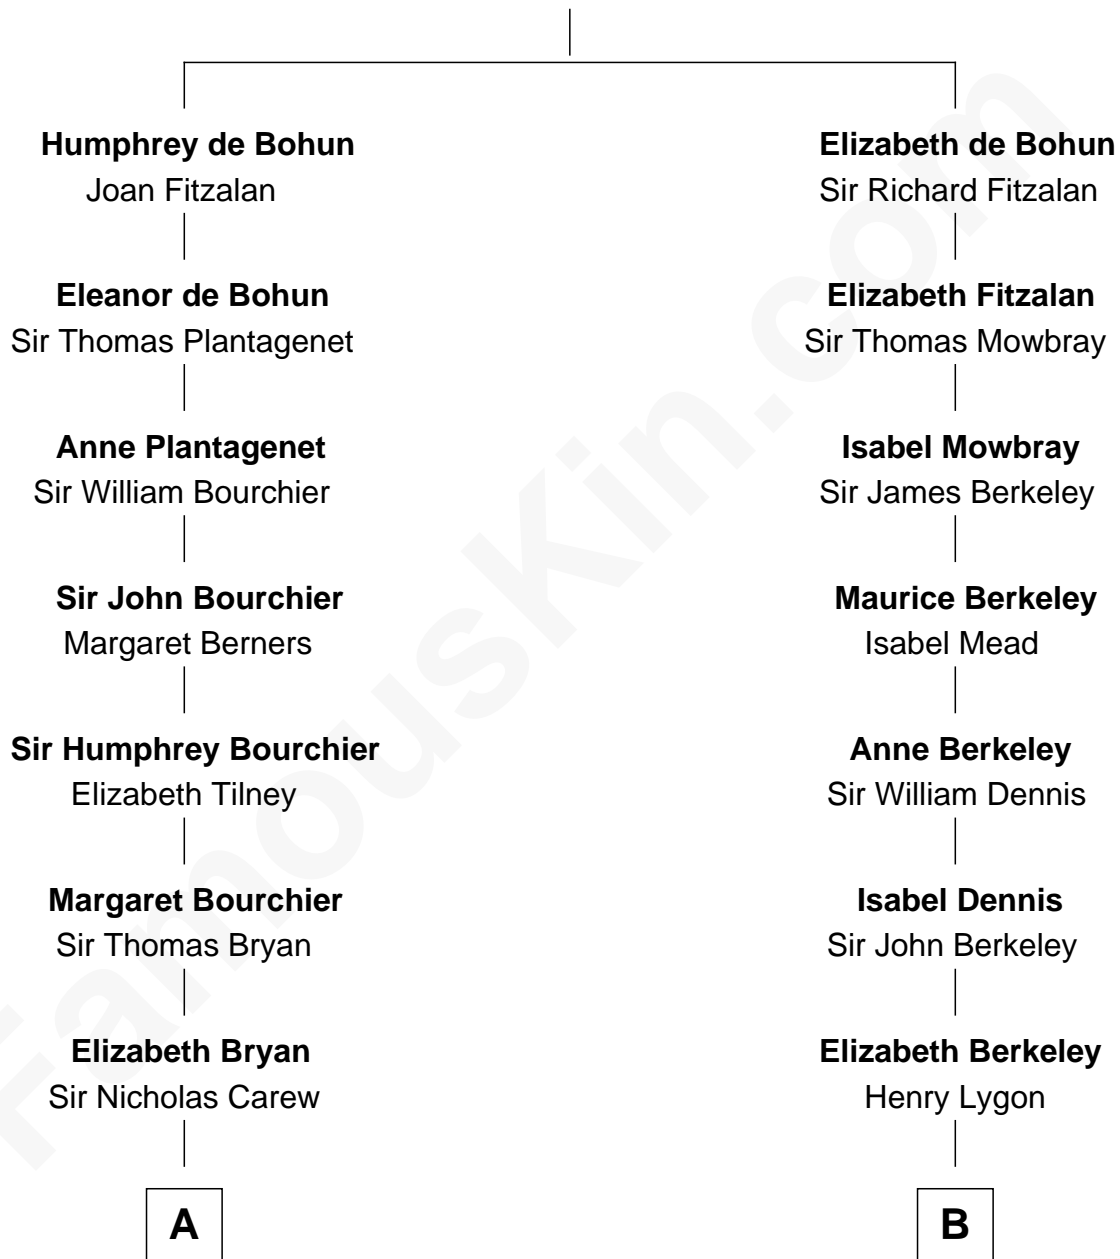 Humphrey de Bohun
Joan Fitzalan
Eleanor de Bohun
Sir Thomas Plantagenet
Anne Plantagenet
Sir William Bourchier
Sir John Bourchier
Margaret Berners
Sir Humphrey Bourchier
Elizabeth Tilney
Margaret Bourchier
Sir Thomas Bryan
Elizabeth Bryan
Sir Nicholas Carew
A
Elizabeth de Bohun
Sir Richard Fitzalan
Elizabeth Fitzalan
Sir Thomas Mowbray
Isabel Mowbray
Sir James Berkeley
Maurice Berkeley
Isabel Mead
Anne Berkeley
Sir William Dennis
Isabel Dennis
Sir John Berkeley
Elizabeth Berkeley
Henry Lygon
B
FamousKin.com